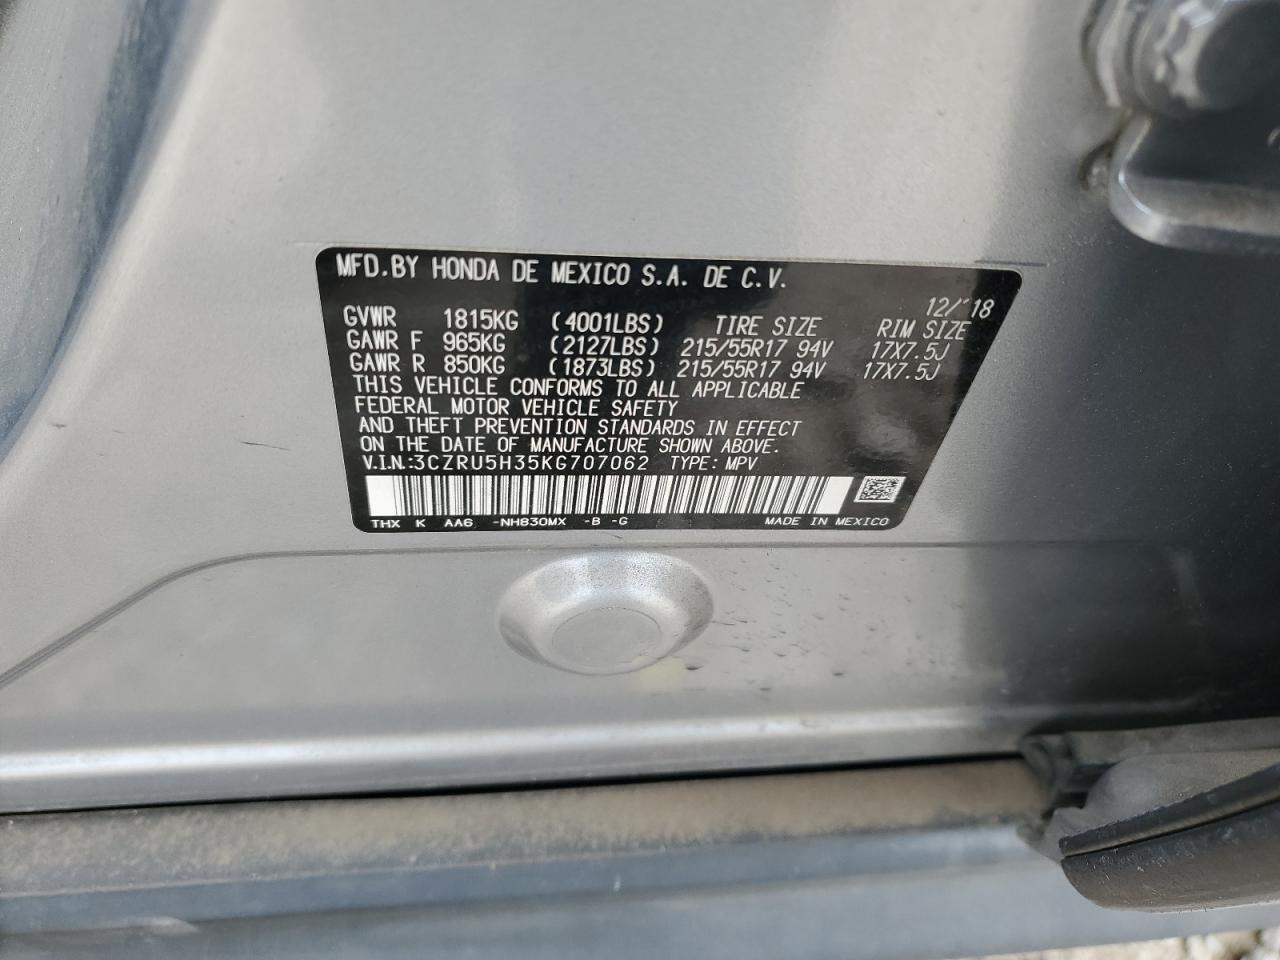 MFD.BY HONDA DE MEXICO S.A. DE C.V.
12/'18
GVWR 1815KG (4001LBS) TIRE SIZE RIM SIZE
GAWR F 965KG (2127LBS) 215/55R17 94V 17X7.5J
GAWR R 850KG (1873LBS) 215/55R17 94V 17X7.5J
THIS VEHICLE CONFORMS TO ALL APPLICABLE
FEDERAL MOTOR VEHICLE SAFETY
AND THEFT PREVENTION STANDARDS IN EFFECT
ON THE DATE OF MANUFACTURE SHOWN ABOVE.
V.I.N.:3CZRU5H35KG707062 TYPE: MPV
THX K AA6 -NH830MX -B -G MADE IN MEXICO